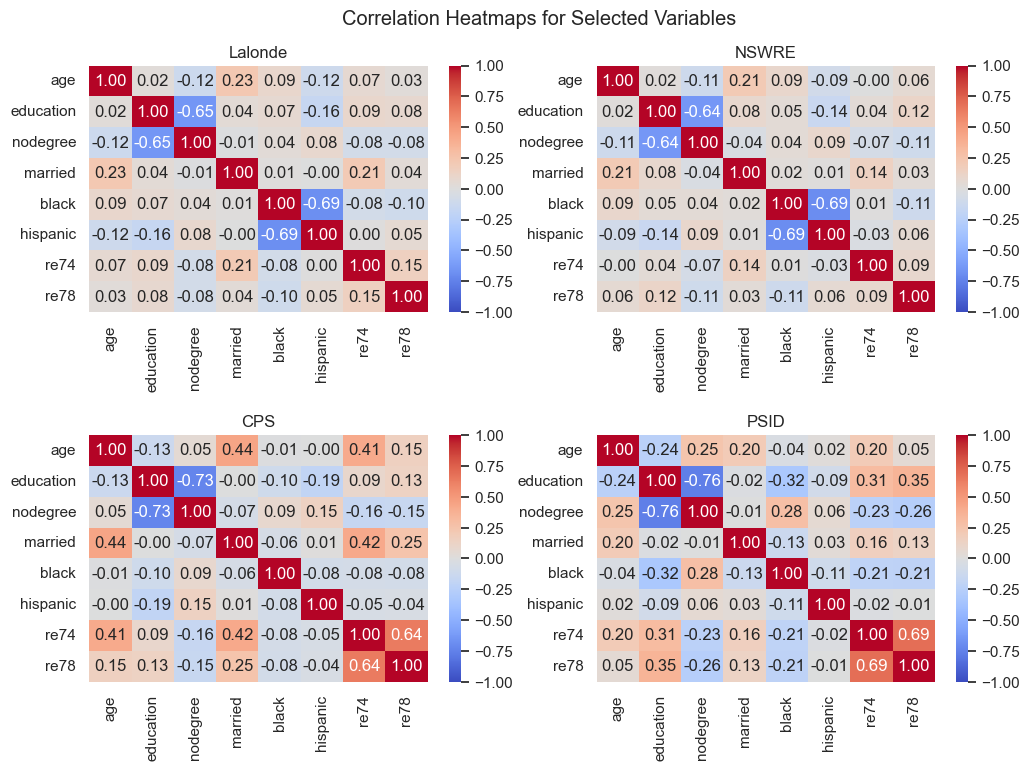 Correlation Heatmaps for Selected Variables
Lalonde
age 1.00 0.02 -0.12 0.23 0.09 -0.12 0.07 0.03
education 0.02 1.00 -0.65 0.04 0.07 -0.16 0.09 0.08
nodegree -0.12 -0.65 1.00 -0.01 0.04 0.08 -0.08 -0.08
married 0.23 0.04 -0.01 1.00 0.01 -0.00 0.21 0.04
black 0.09 0.07 0.04 0.01 1.00 -0.69 -0.08 -0.10
hispanic -0.12 -0.16 0.08 -0.00 -0.69 1.00 0.00 0.05
re74 0.07 0.09 -0.08 0.21 -0.08 0.00 1.00 0.15
re78 0.03 0.08 -0.08 0.04 -0.10 0.05 0.15 1.00
age education nodegree married black hispanic re74 re78
1.00
0.75
0.50
0.25
0.00
−0.25
−0.50
−0.75
−1.00
NSWRE
age 1.00 0.02 -0.11 0.21 0.09 -0.09 -0.00 0.06
education 0.02 1.00 -0.64 0.08 0.05 -0.14 0.04 0.12
nodegree -0.11 -0.64 1.00 -0.04 0.04 0.09 -0.07 -0.11
married 0.21 0.08 -0.04 1.00 0.02 0.01 0.14 0.03
black 0.09 0.05 0.04 0.02 1.00 -0.69 0.01 -0.11
hispanic -0.09 -0.14 0.09 0.01 -0.69 1.00 -0.03 0.06
re74 -0.00 0.04 -0.07 0.14 0.01 -0.03 1.00 0.09
re78 0.06 0.12 -0.11 0.03 -0.11 0.06 0.09 1.00
age education nodegree married black hispanic re74 re78
1.00
0.75
0.50
0.25
0.00
−0.25
−0.50
−0.75
−1.00
CPS
age 1.00 -0.13 0.05 0.44 -0.01 -0.00 0.41 0.15
education -0.13 1.00 -0.73 -0.00 -0.10 -0.19 0.09 0.13
nodegree 0.05 -0.73 1.00 -0.07 0.09 0.15 -0.16 -0.15
married 0.44 -0.00 -0.07 1.00 -0.06 0.01 0.42 0.25
black -0.01 -0.10 0.09 -0.06 1.00 -0.08 -0.08 -0.08
hispanic -0.00 -0.19 0.15 0.01 -0.08 1.00 -0.05 -0.04
re74 0.41 0.09 -0.16 0.42 -0.08 -0.05 1.00 0.64
re78 0.15 0.13 -0.15 0.25 -0.08 -0.04 0.64 1.00
age education nodegree married black hispanic re74 re78
1.00
0.75
0.50
0.25
0.00
−0.25
−0.50
−0.75
−1.00
PSID
age 1.00 -0.24 0.25 0.20 -0.04 0.02 0.20 0.05
education -0.24 1.00 -0.76 -0.02 -0.32 -0.09 0.31 0.35
nodegree 0.25 -0.76 1.00 -0.01 0.28 0.06 -0.23 -0.26
married 0.20 -0.02 -0.01 1.00 -0.13 0.03 0.16 0.13
black -0.04 -0.32 0.28 -0.13 1.00 -0.11 -0.21 -0.21
hispanic 0.02 -0.09 0.06 0.03 -0.11 1.00 -0.02 -0.01
re74 0.20 0.31 -0.23 0.16 -0.21 -0.02 1.00 0.69
re78 0.05 0.35 -0.26 0.13 -0.21 -0.01 0.69 1.00
age education nodegree married black hispanic re74 re78
1.00
0.75
0.50
0.25
0.00
−0.25
−0.50
−0.75
−1.00